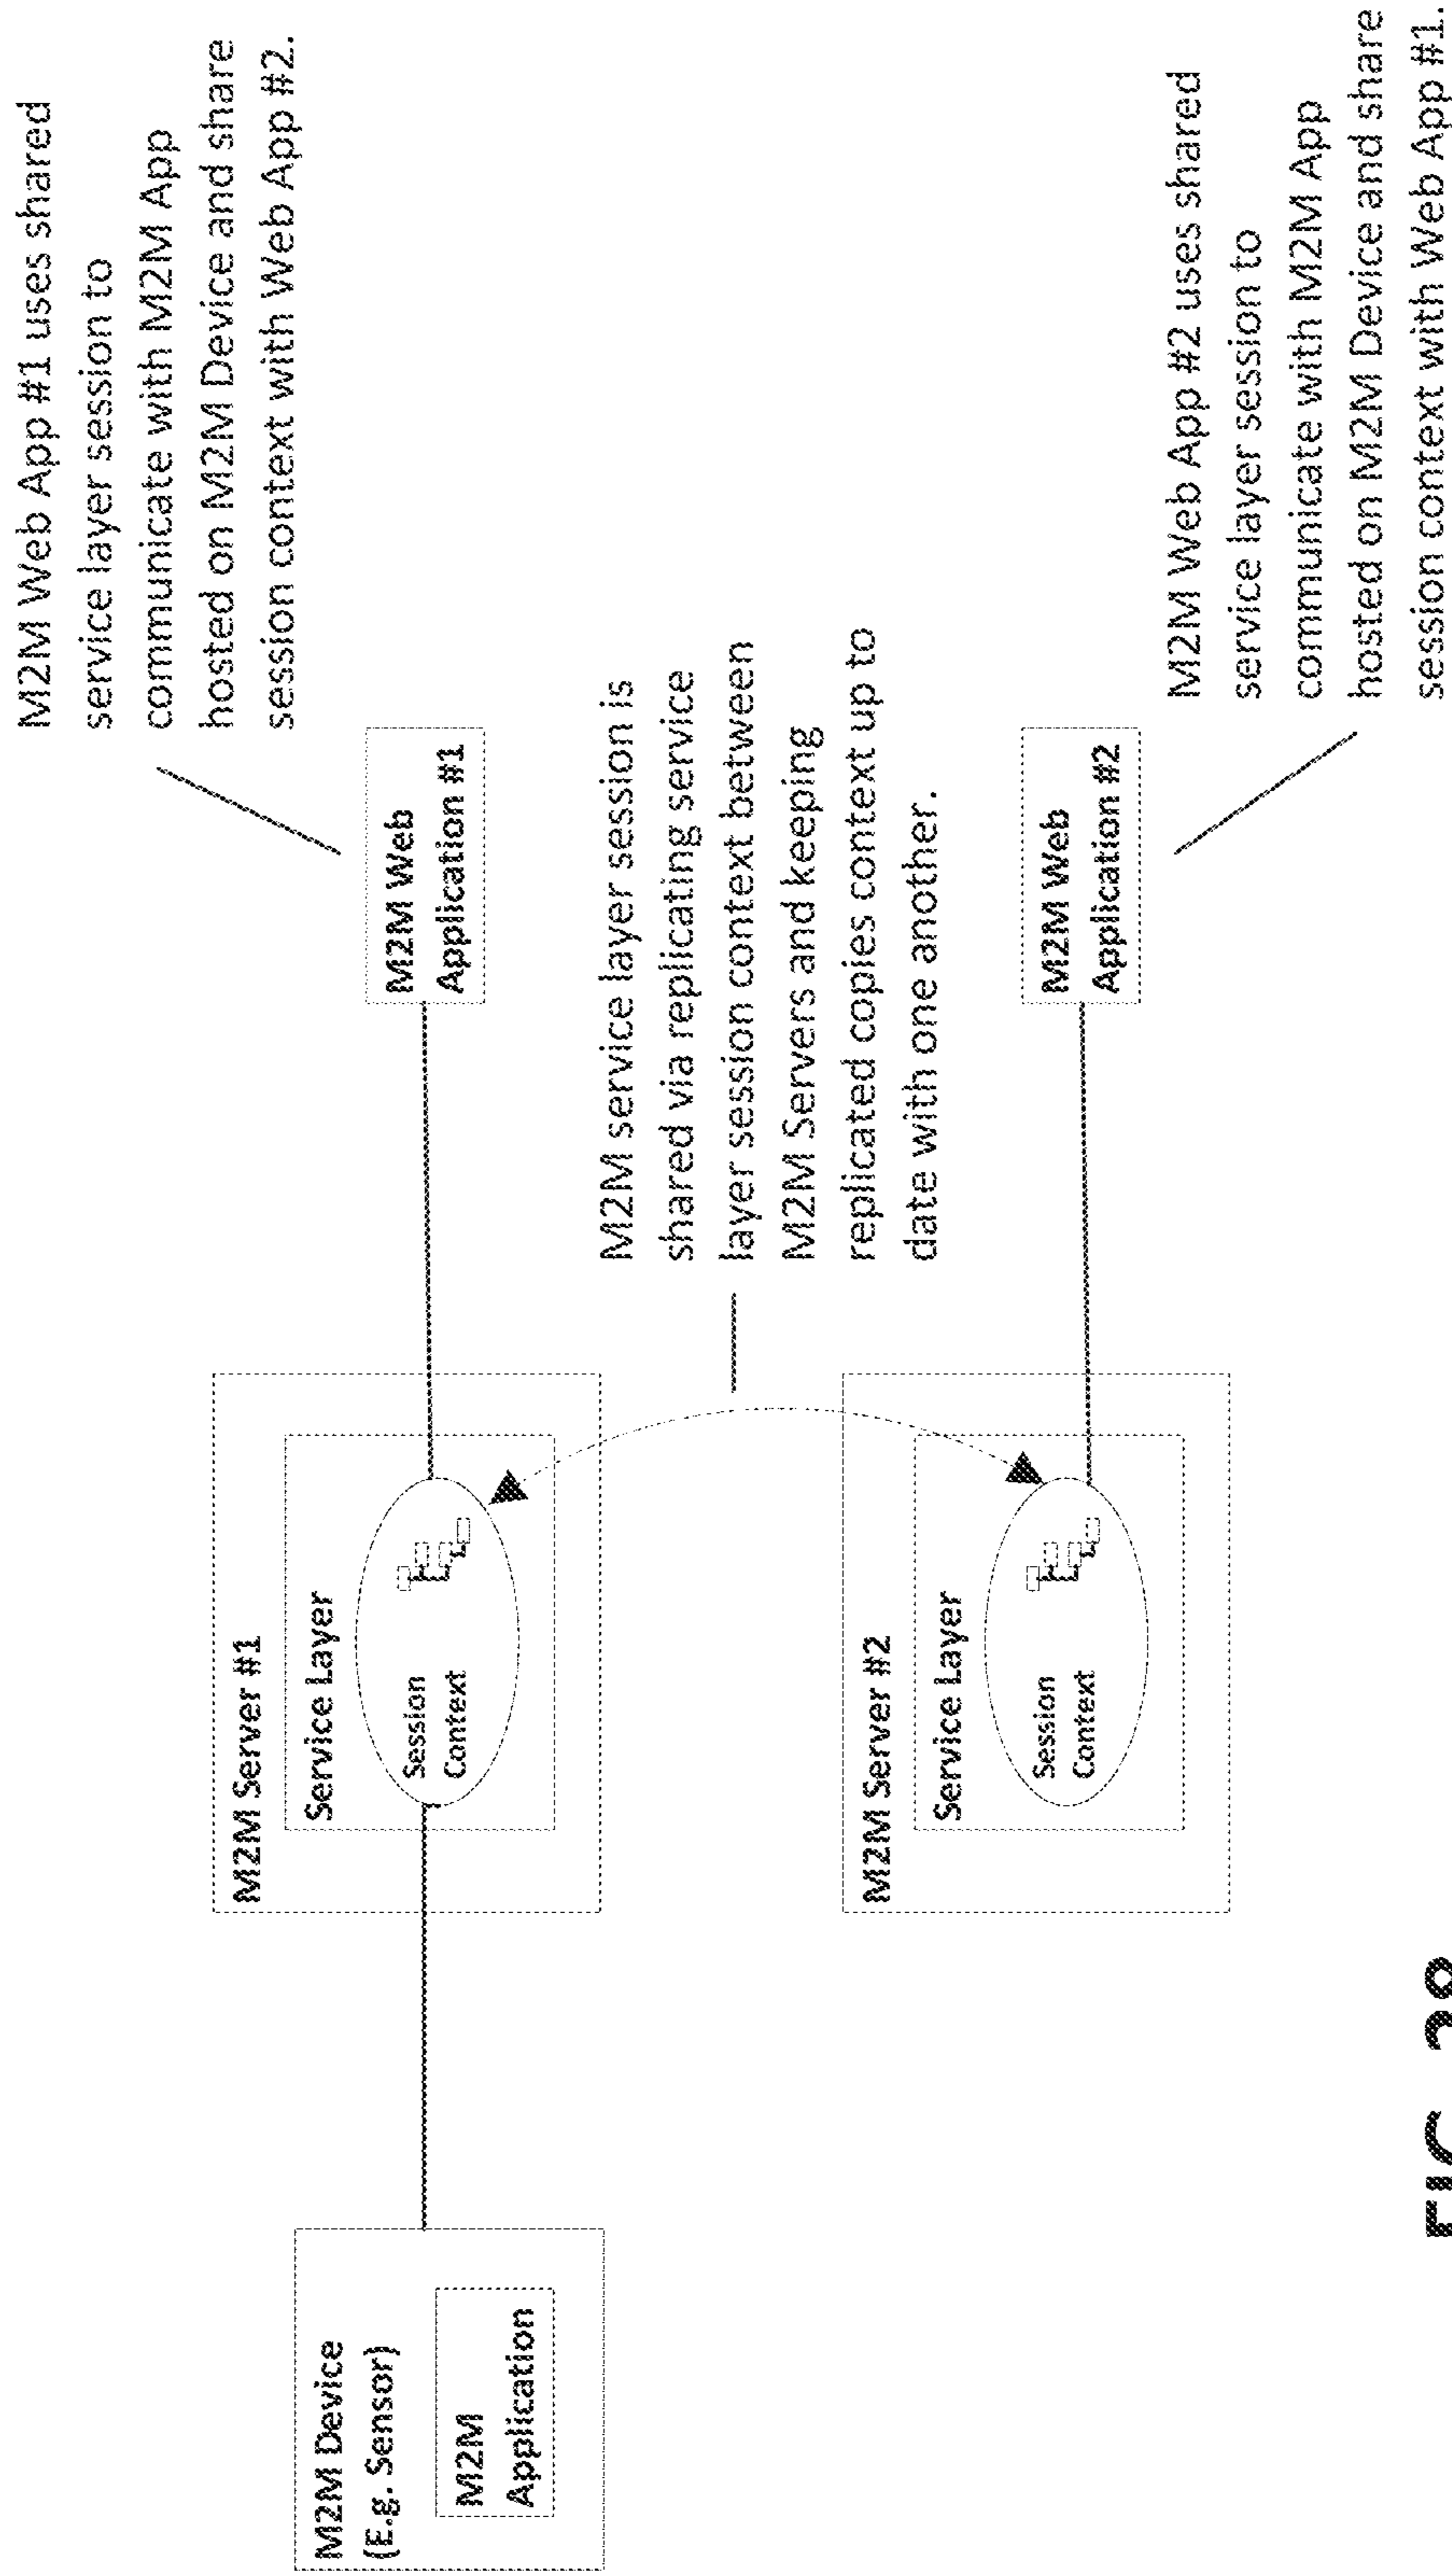 M2M Web App #1 uses shared
service layer session to
communicate with M2M App
hosted on M2M Device and share
session context with Web App #2.
M2M Device
(E.g. Sensor)
M2M
Application
M2M Server #1
Service Layer
Session
Context
M2M Web
Application #1
M2M service layer session is
shared via replicating service
layer session context between
M2M Servers and keeping
replicated copies context up to
date with one another.
M2M Server #2
Service Layer
Session
Context
M2M Web
Application #2
M2M Web App #2 uses shared
service layer session to
communicate with M2M App
hosted on M2M Device and share
session context with Web App #1.